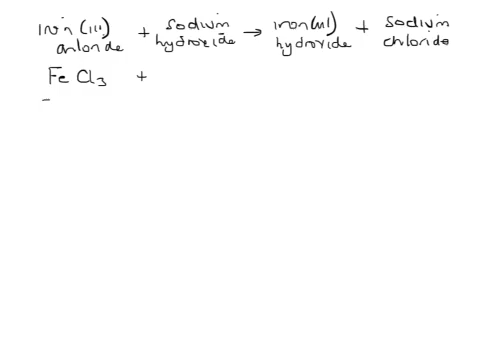 Iron (III) chloride + Sodium hydroxide → iron(III) hydroxide + Sodium chloride
FeCl₃ +